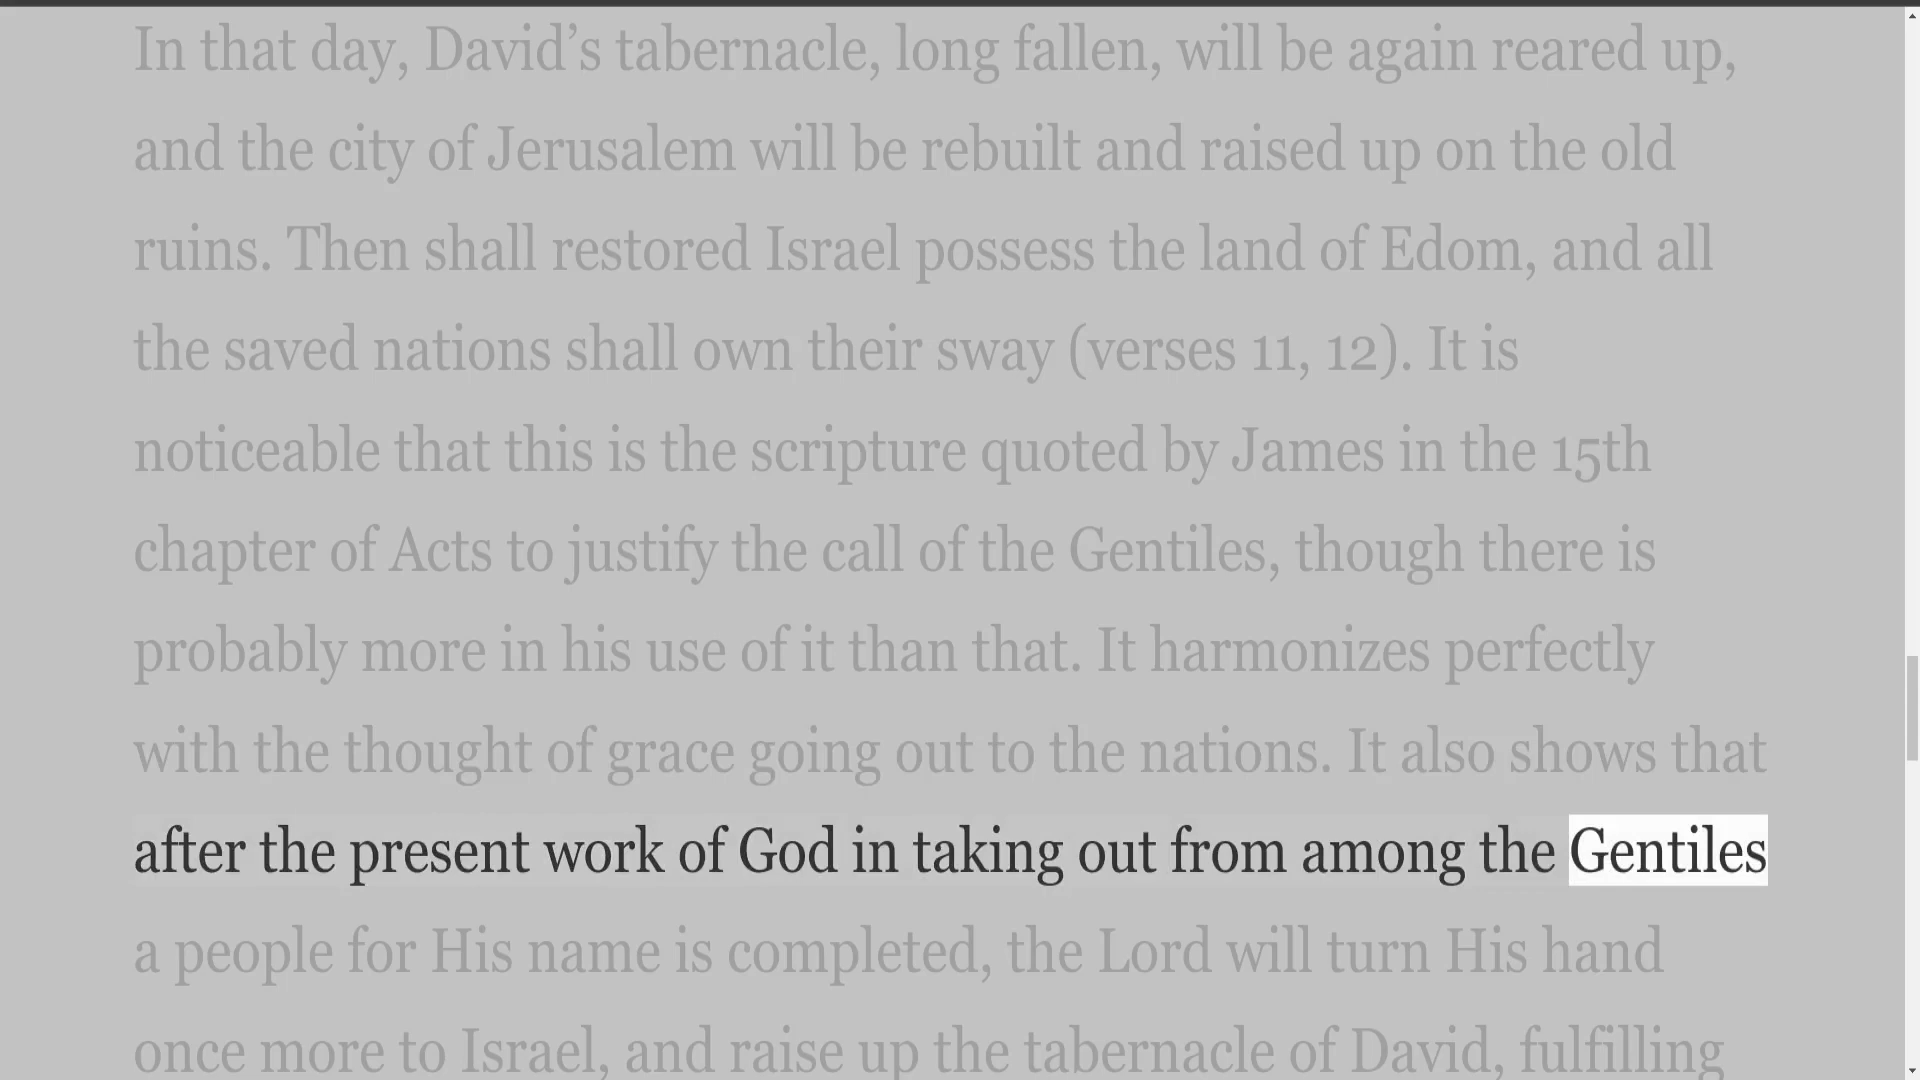 In that day, David’s tabernacle, long fallen, will be again reared up,
and the city of Jerusalem will be rebuilt and raised up on the old
ruins. Then shall restored Israel possess the land of Edom, and all
the saved nations shall own their sway (verses 11, 12). It is
noticeable that this is the scripture quoted by James in the 15th
chapter of Acts to justify the call of the Gentiles, though there is
probably more in his use of it than that. It harmonizes perfectly
with the thought of grace going out to the nations. It also shows that
after the present work of God in taking out from among the Gentiles
a people for His name is completed, the Lord will turn His hand
once more to Israel, and raise up the tabernacle of David, fulfilling